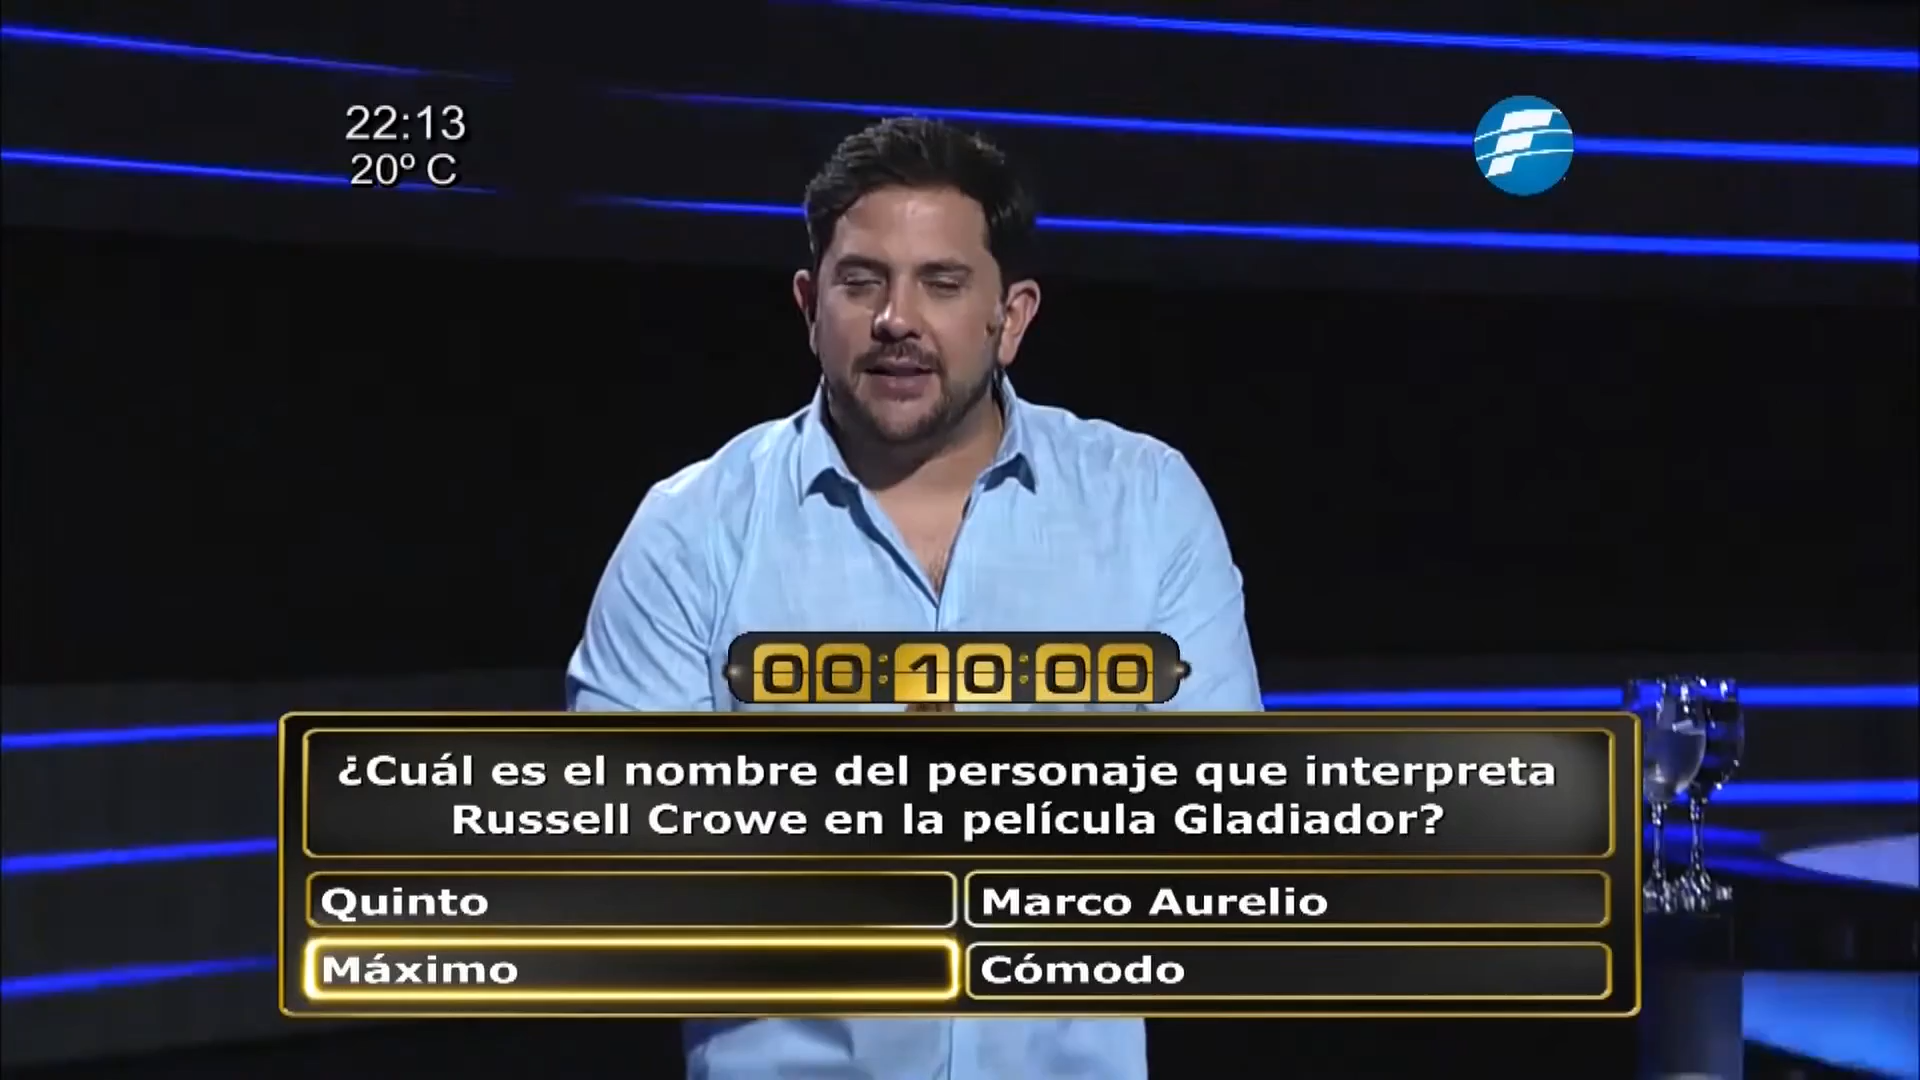 22:13
20º C
00:10:00
¿Cuál es el nombre del personaje que interpreta
Russell Crowe en la película Gladiador?
Quinto
Marco Aurelio
Máximo
Cómodo